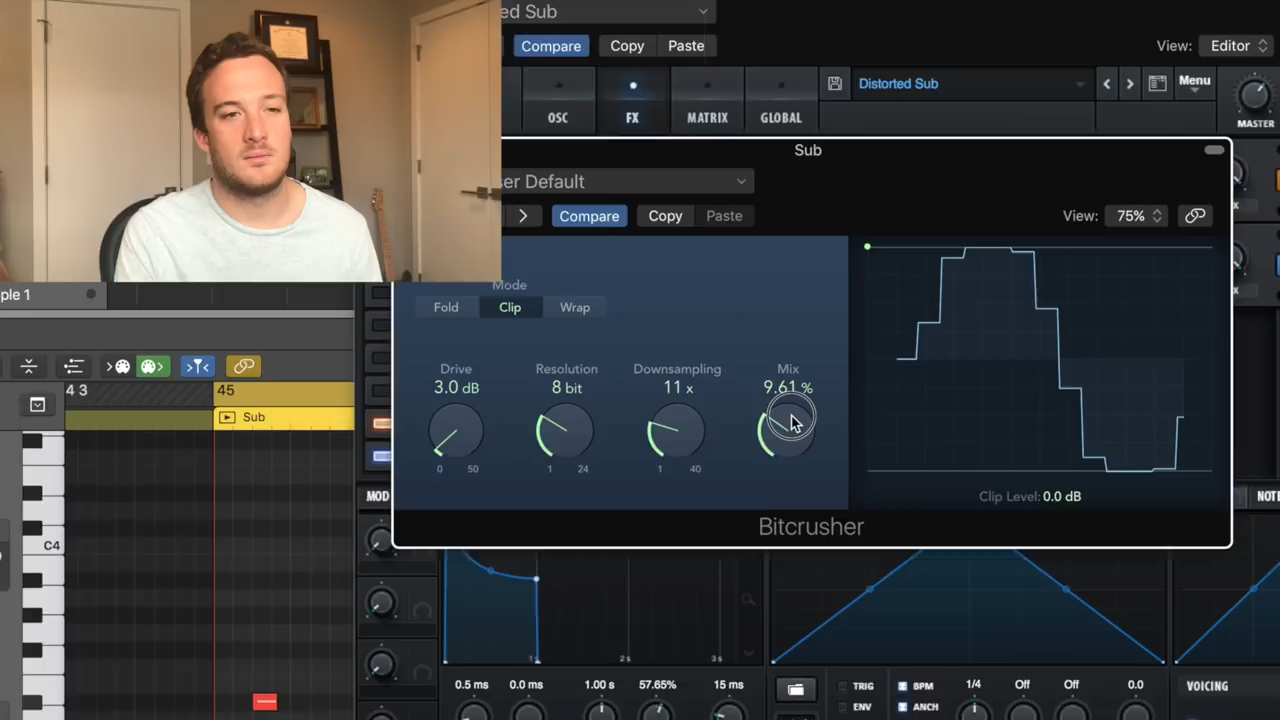 ed Sub
Compare Copy Paste View: Editor
OSC FX MATRIX GLOBAL Distorted Sub Menu MASTER
Sub
ser Default
Compare Copy Paste View: 75%
Mode
Fold Clip Wrap
Drive Resolution Downsampling Mix
3.0 dB 8 bit 11 x 9.61 %
0 50 1 24 1 40
Clip Level: 0.0 dB
Bitcrusher
ple 1
4 3 45
Sub
C4
MOD
NOTE
1s 2s 3s
0.5 ms 0.0 ms 1.00 s 57.65% 15 ms TRIG BPM 1/4 Off Off 0.0 VOICING
ENV ANCH